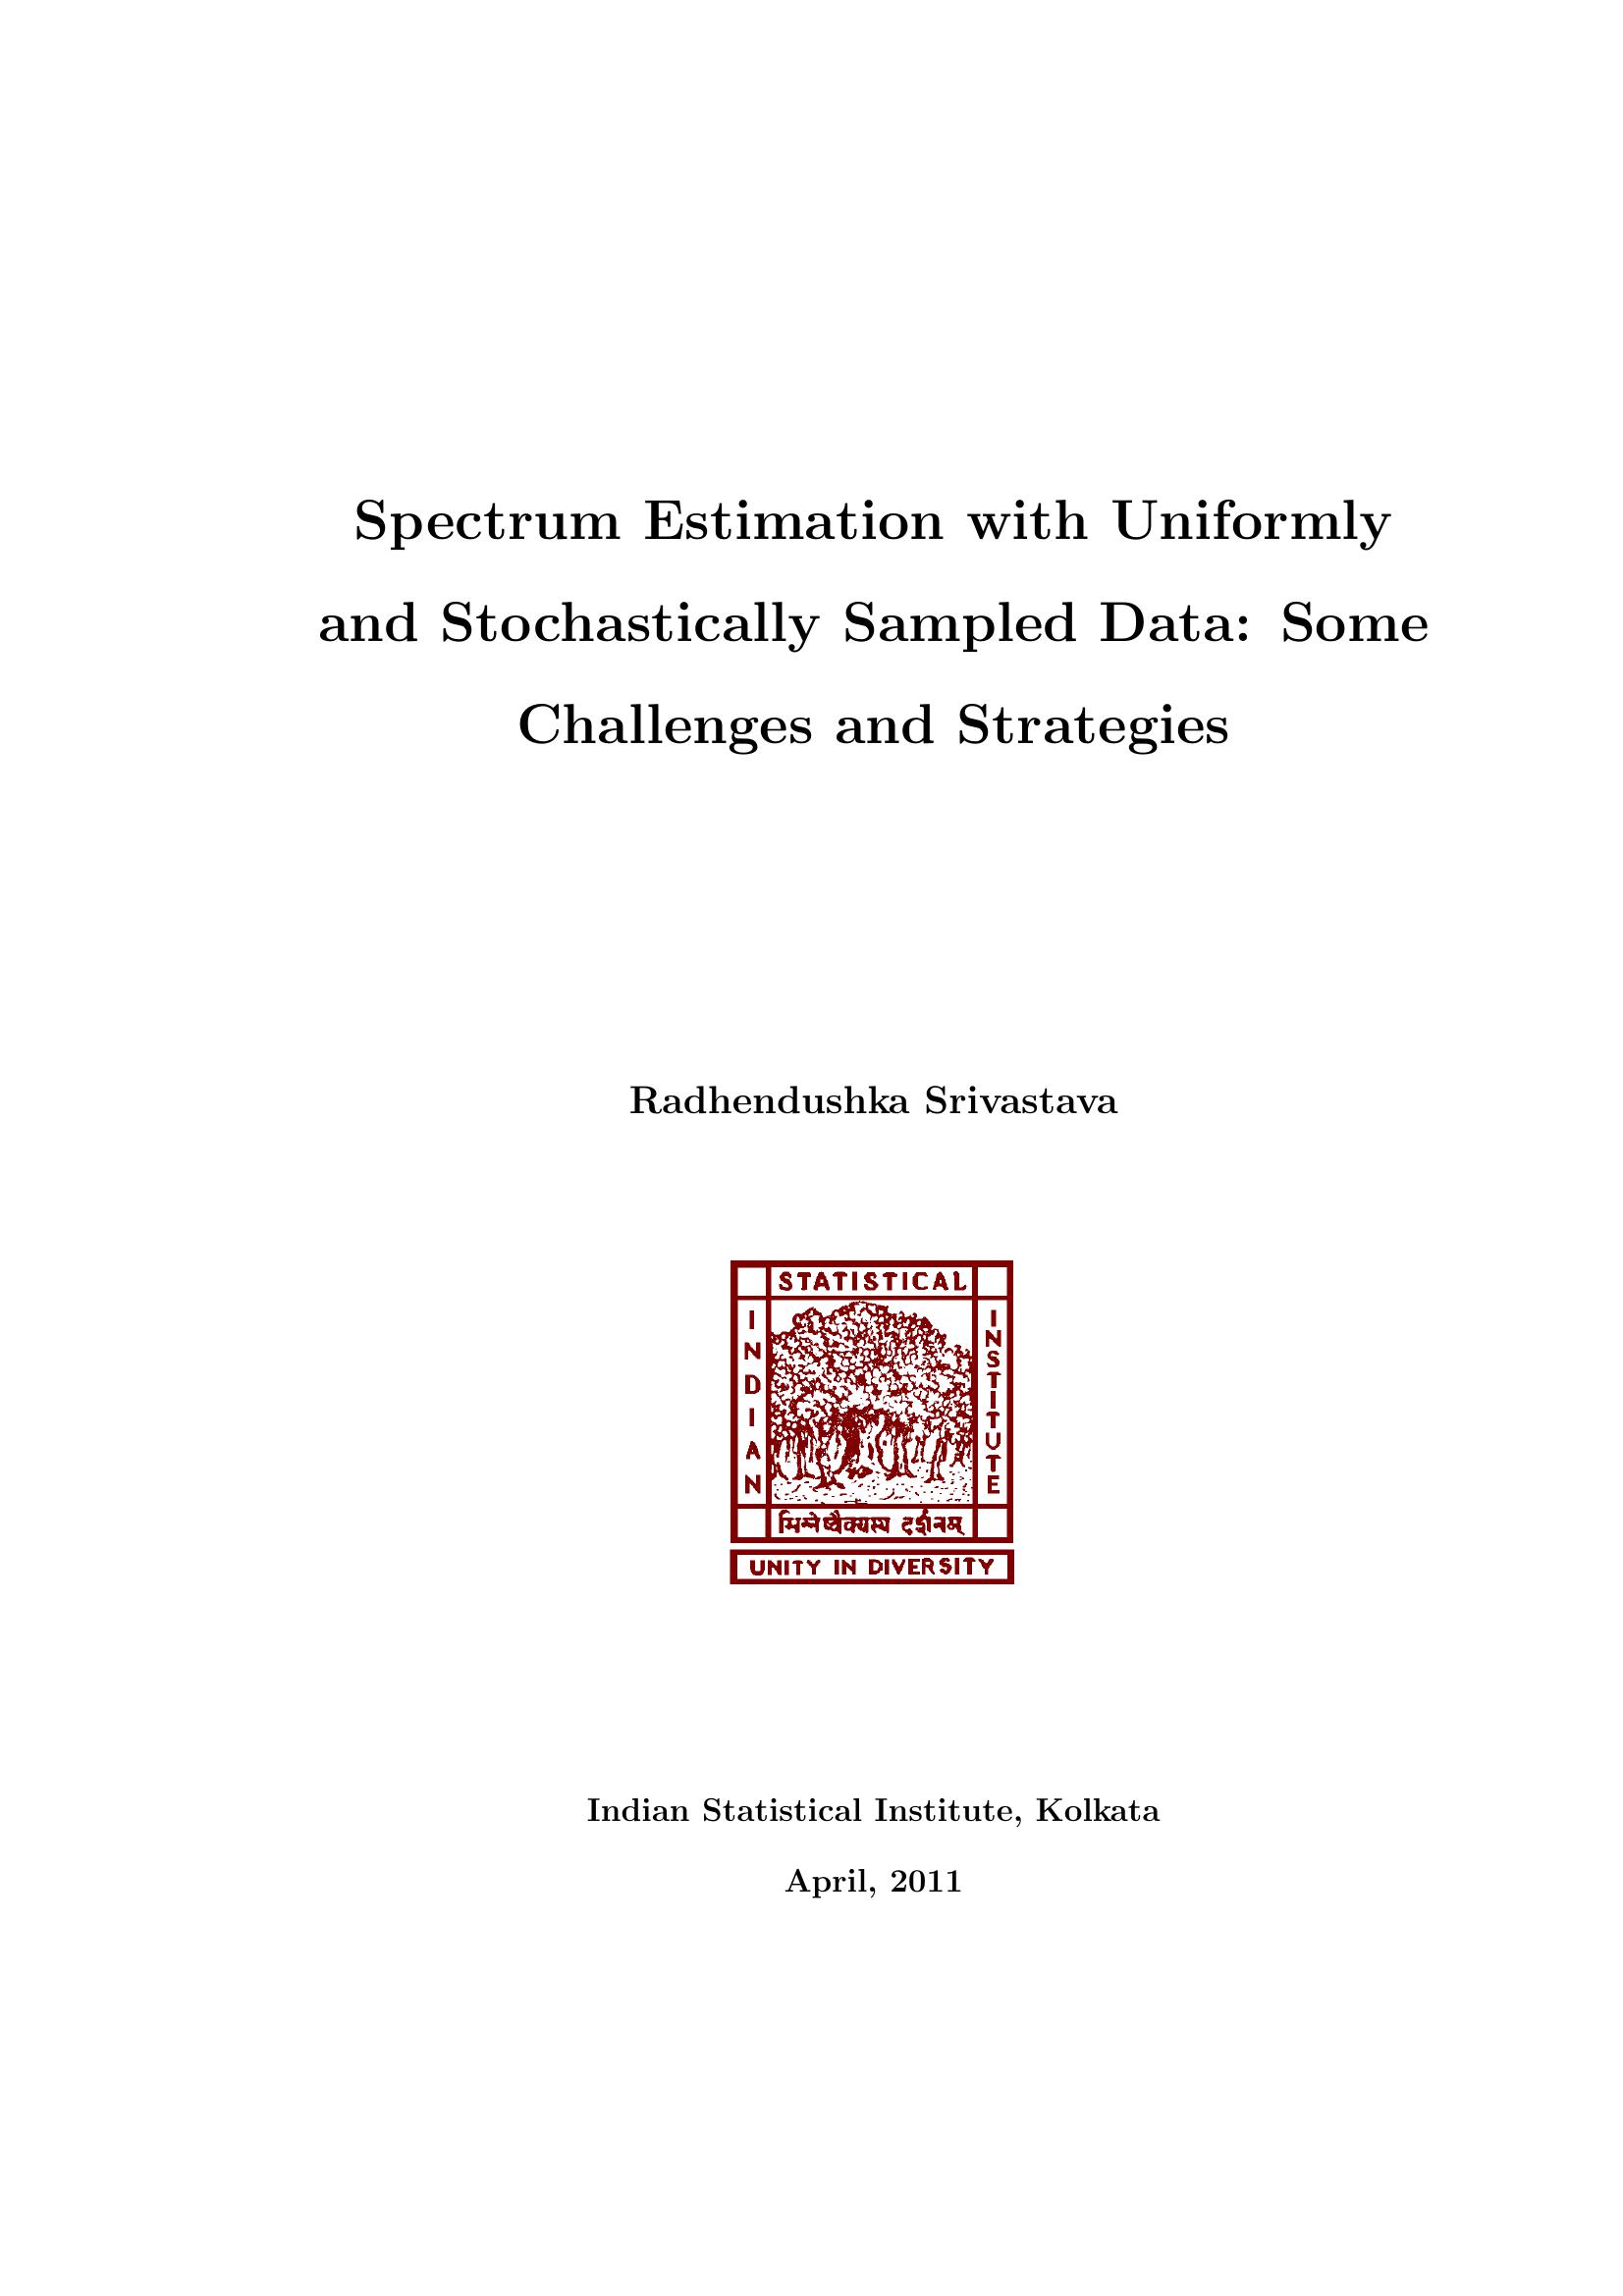 Spectrum Estimation with Uniformly
and Stochastically Sampled Data: Some
Challenges and Strategies
Radhendushka Srivastava
STATISTICAL
INDIAN
INSTITUTE
भिन्नेष्वैक्यस्य दर्शनम्
UNITY IN DIVERSITY
Indian Statistical Institute, Kolkata
April, 2011